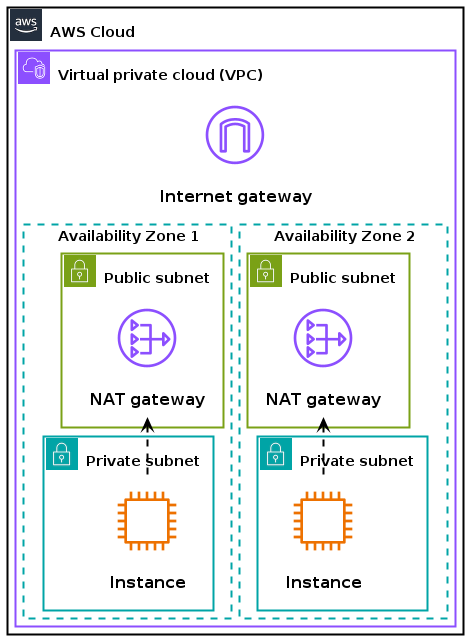 aws
AWS Cloud
Virtual private cloud (VPC)
Internet gateway
Availability Zone 1
Public subnet
NAT gateway
Private subnet
Instance
Availability Zone 2
Public subnet
NAT gateway
Private subnet
Instance